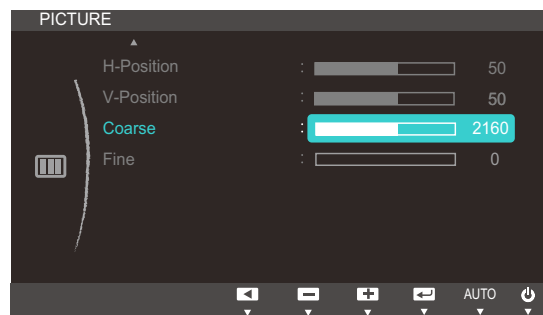 PICTURE
H-Position : 50
V-Position : 50
Coarse : 2160
Fine : 0
AUTO